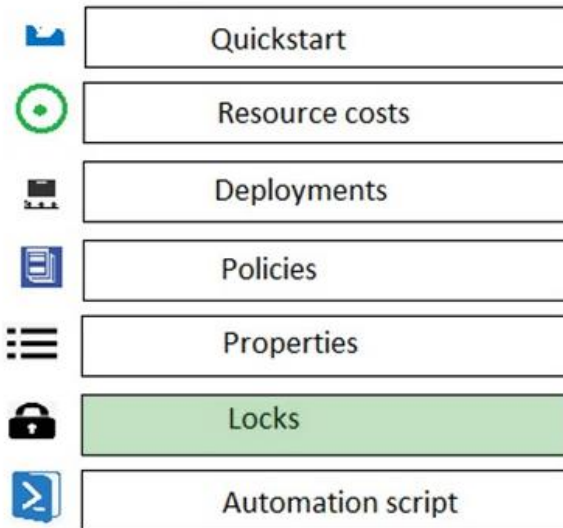 Quickstart
Resource costs
Deployments
Policies
Properties
Locks
Automation script